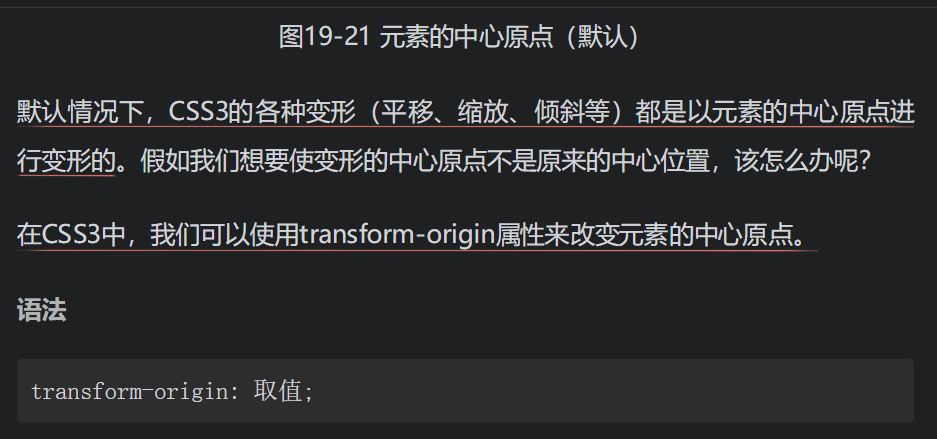 图19-21 元素的中心原点（默认）
默认情况下，CSS3的各种变形（平移、缩放、倾斜等）都是以元素的中心原点进
行变形的。假如我们想要使变形的中心原点不是原来的中心位置，该怎么办呢？
在CSS3中，我们可以使用transform-origin属性来改变元素的中心原点。
语法
transform-origin: 取值;